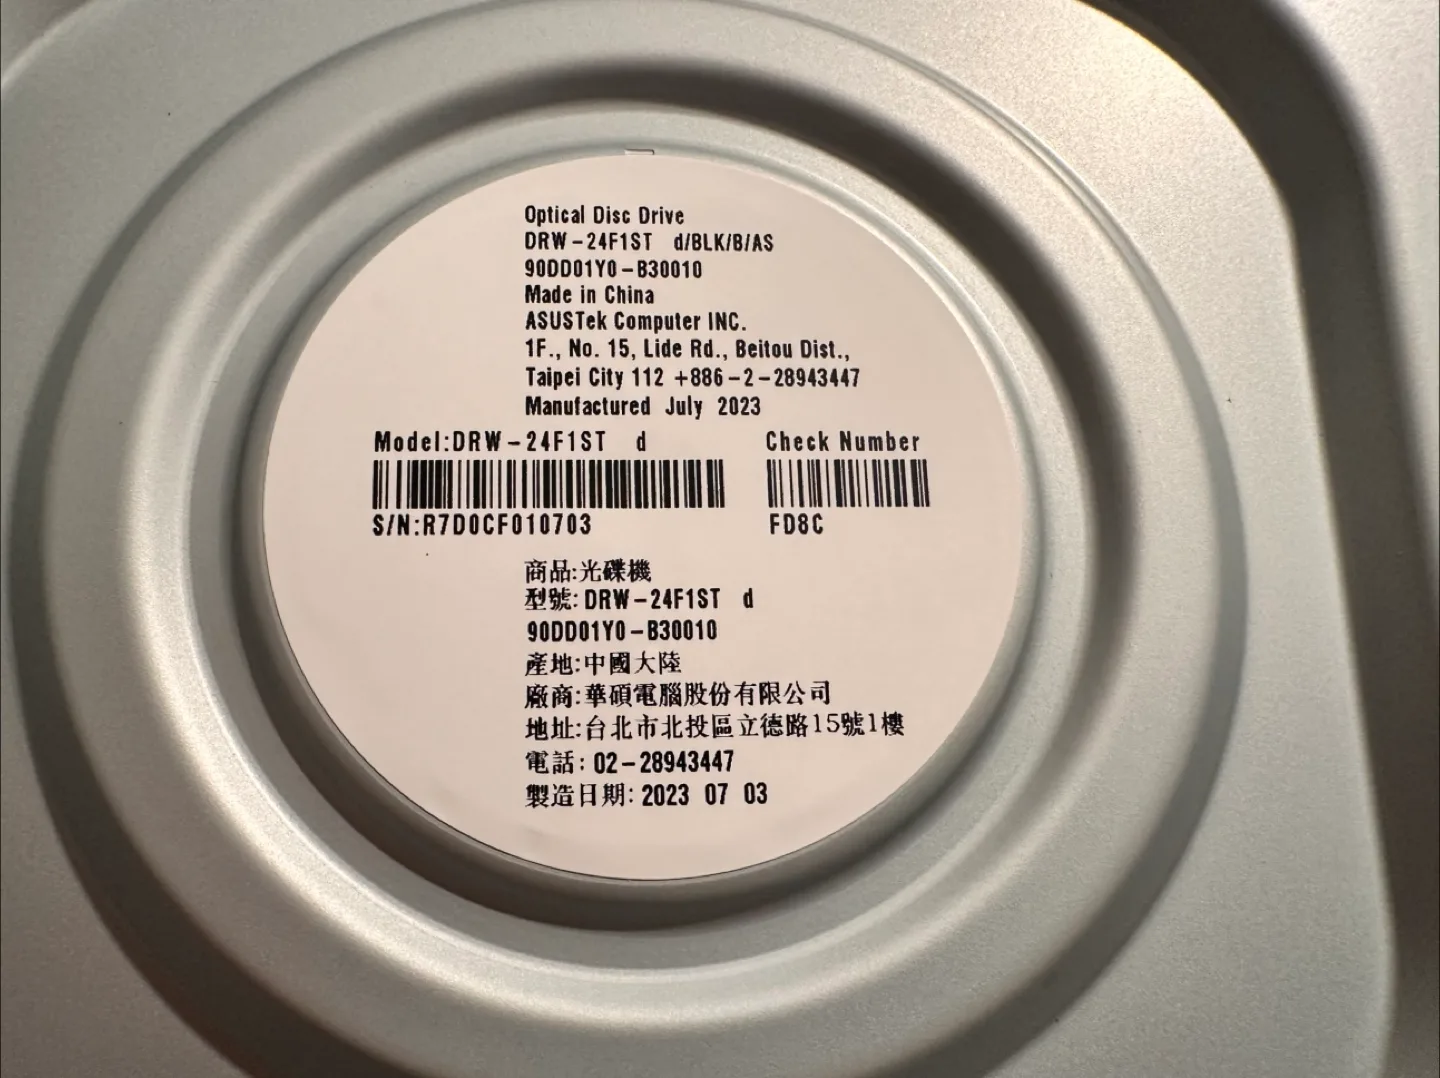 Optical Disc Drive
DRW-24F1ST d/BLK/B/AS
90DD01Y0-B30010
Made in China
ASUSTek Computer INC.
1F., No. 15, Lide Rd., Beitou Dist.,
Taipei City 112 +886-2-28943447
Manufactured July 2023
Model:DRW-24F1ST d Check Number
S/N:R7D0CF010703 FD8C
商品:光碟機
型號:DRW-24F1ST d
90DD01Y0-B30010
產地:中國大陸
廠商:華碩電腦股份有限公司
地址:台北市北投區立德路15號1樓
電話:02-28943447
製造日期:2023 07 03